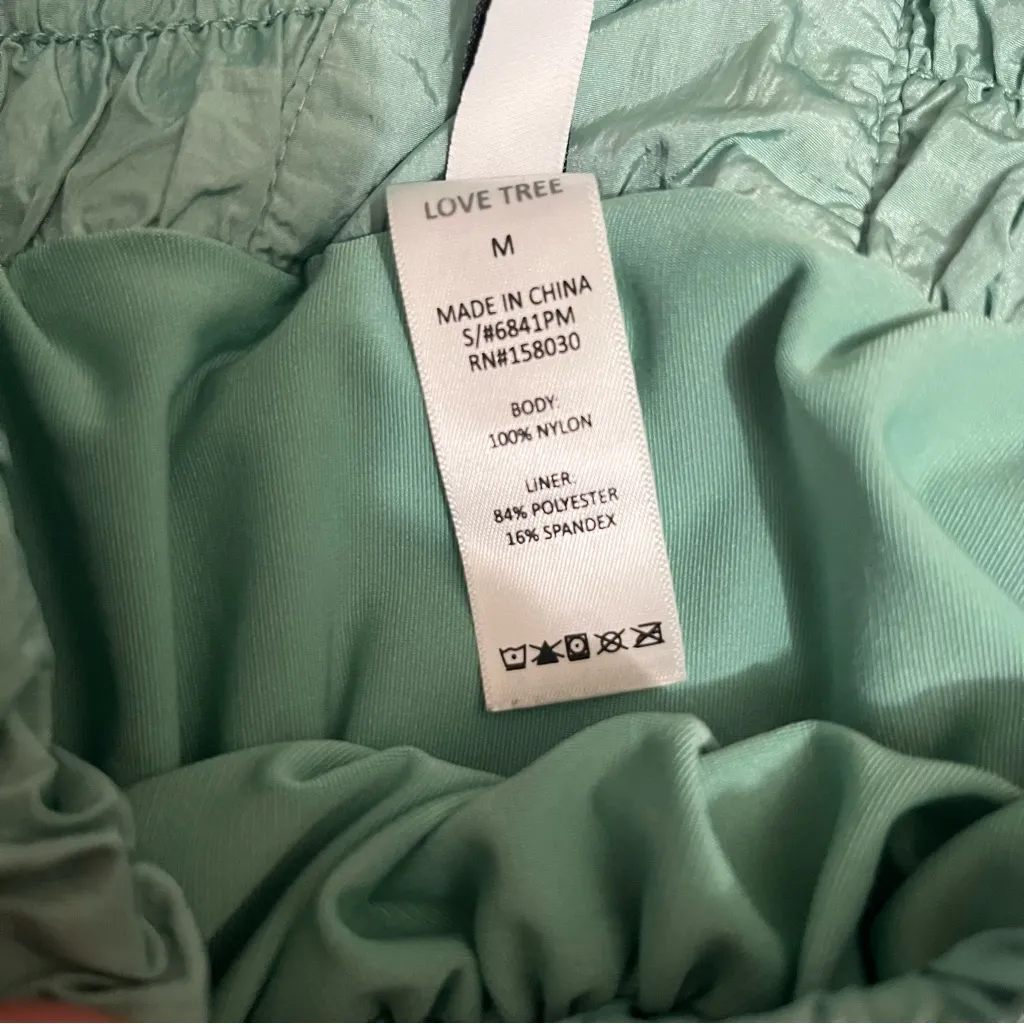 LOVE TREE
M
MADE IN CHINA
S/#6841PM
RN#158030
BODY:
100% NYLON
LINER:
84% POLYESTER
16% SPANDEX